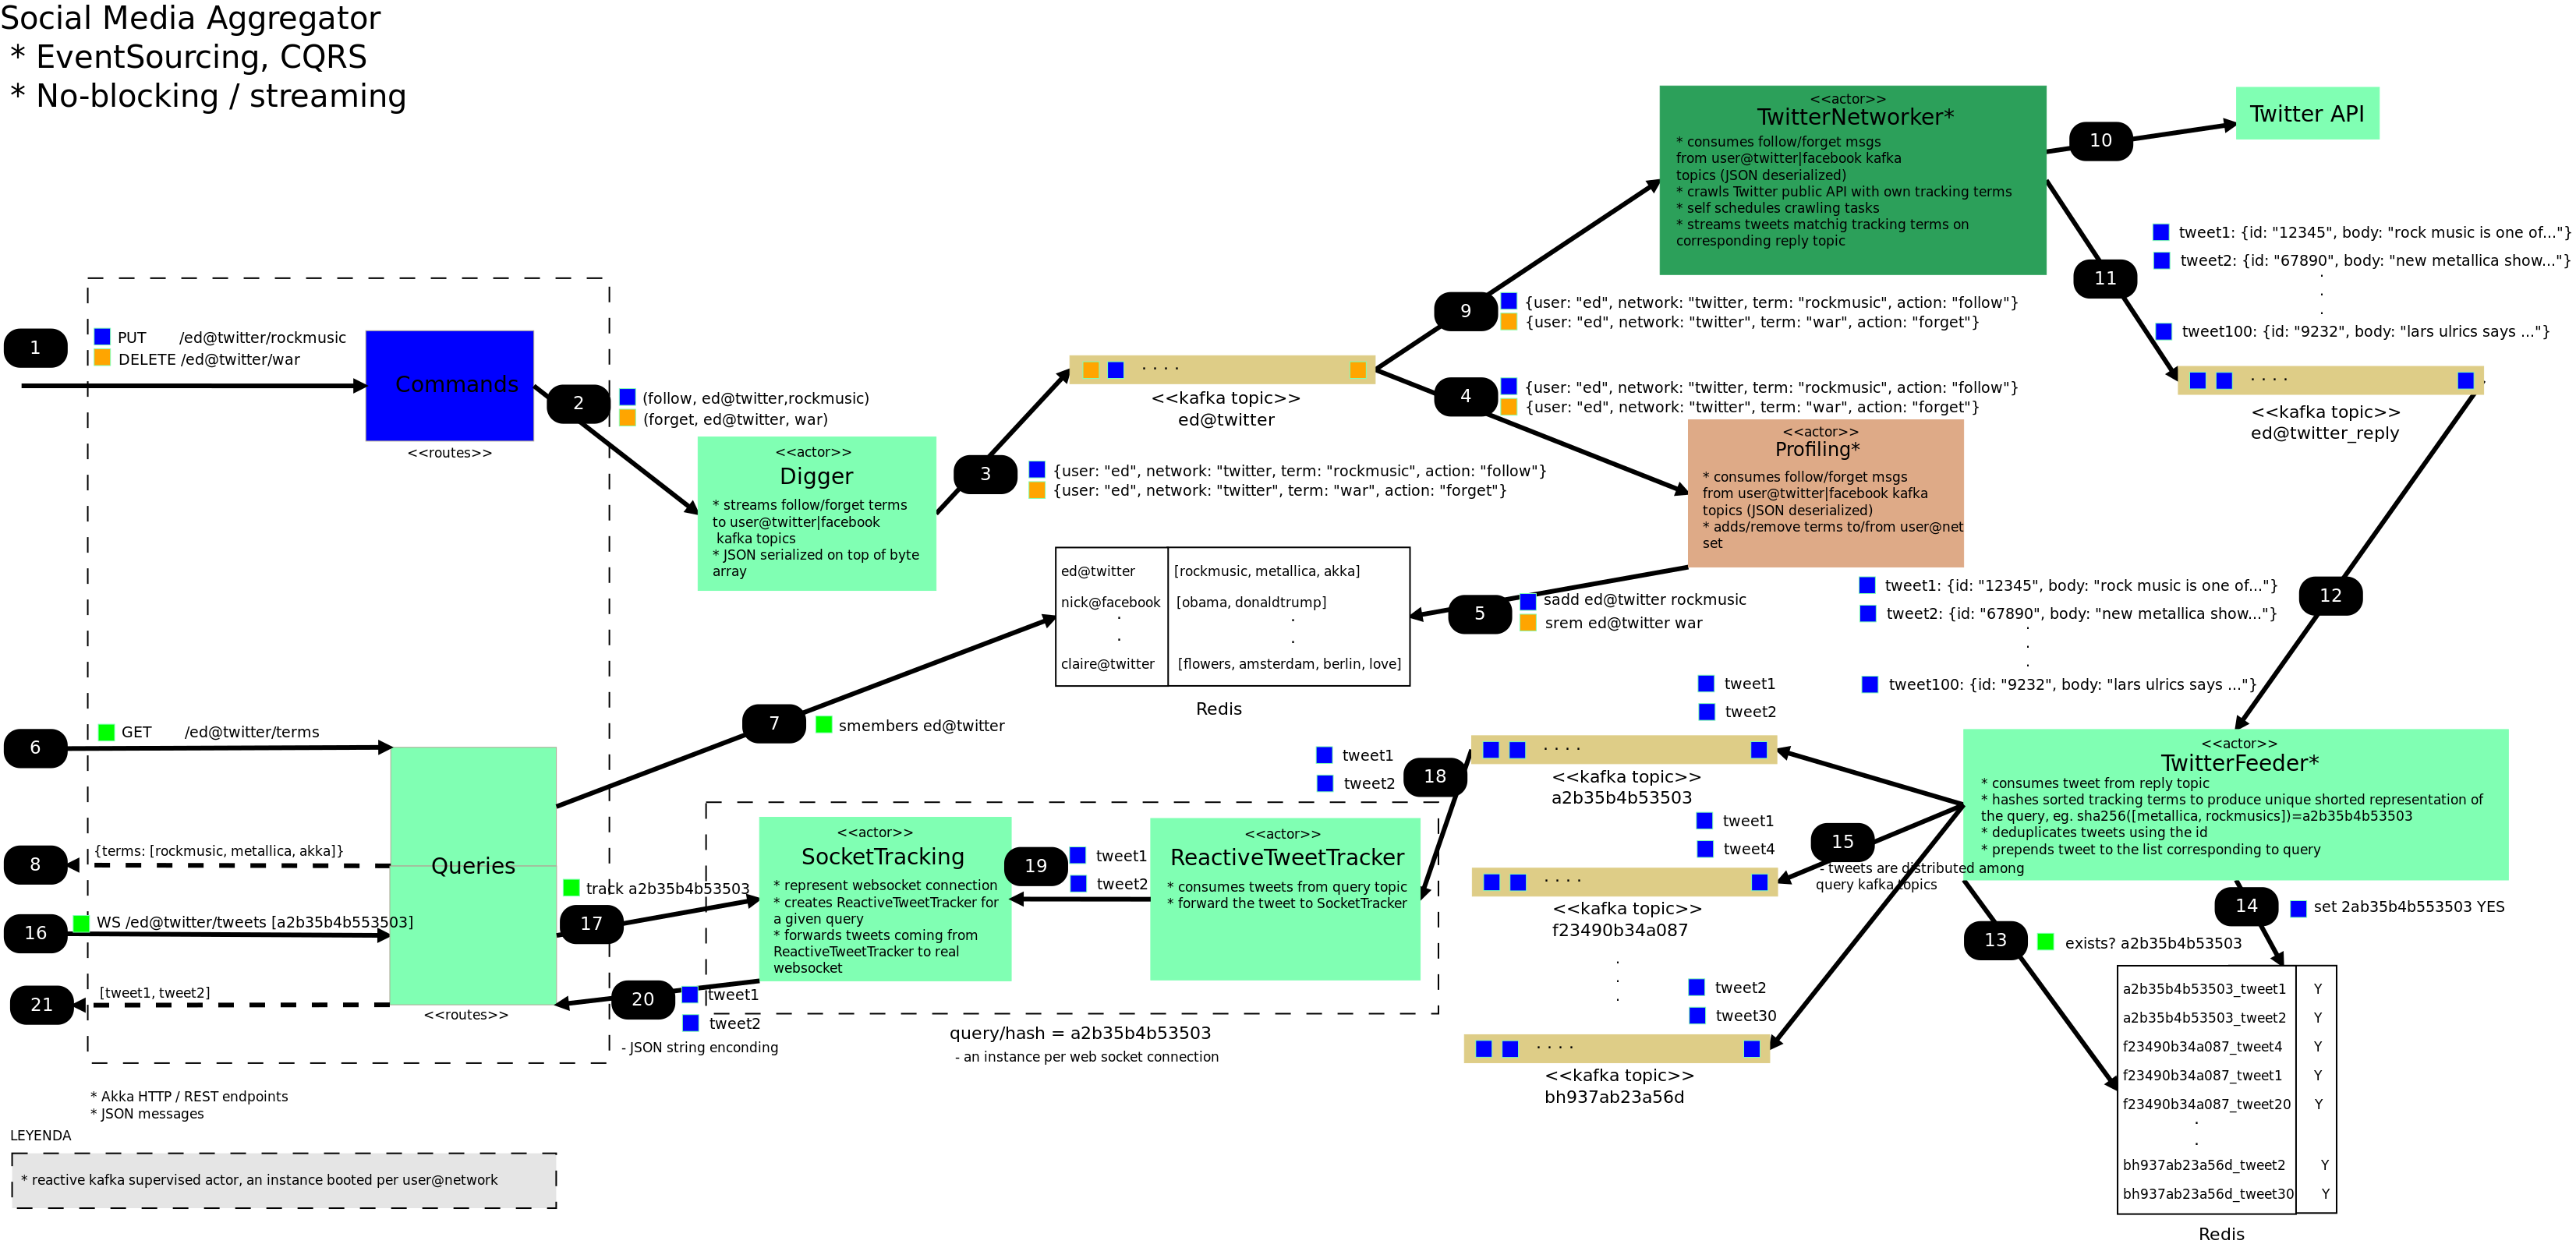 Social Media Aggregator
* EventSourcing, CQRS
* No-blocking / streaming
1
PUT /ed@twitter/rockmusic
DELETE /ed@twitter/war
Commands
<<routes>>
2
(follow, ed@twitter,rockmusic)
(forget, ed@twitter, war)
<<actor>>
Digger
* streams follow/forget terms
to user@twitter|facebook
kafka topics
* JSON serialized on top of byte
array
3
{user: "ed", network: "twitter, term: "rockmusic", action: "follow"}
{user: "ed", network: "twitter", term: "war", action: "forget"}
. . . .
<<kafka topic>>
ed@twitter
9
{user: "ed", network: "twitter, term: "rockmusic", action: "follow"}
{user: "ed", network: "twitter", term: "war", action: "forget"}
4
{user: "ed", network: "twitter, term: "rockmusic", action: "follow"}
{user: "ed", network: "twitter", term: "war", action: "forget"}
<<actor>>
TwitterNetworker*
* consumes follow/forget msgs
from user@twitter|facebook kafka
topics (JSON deserialized)
* crawls Twitter public API with own tracking terms
* self schedules crawling tasks
* streams tweets matchig tracking terms on
corresponding reply topic
10
Twitter API
11
tweet1: {id: "12345", body: "rock music is one of..."}
tweet2: {id: "67890", body: "new metallica show..."}
.
.
.
tweet100: {id: "9232", body: "lars ulrics says ..."}
. . . .
<<kafka topic>>
ed@twitter_reply
<<actor>>
Profiling*
* consumes follow/forget msgs
from user@twitter|facebook kafka
topics (JSON deserialized)
* adds/remove terms to/from user@net
set
5
sadd ed@twitter rockmusic
srem ed@twitter war
ed@twitter [rockmusic, metallica, akka]
nick@facebook [obama, donaldtrump]
. .
. .
claire@twitter [flowers, amsterdam, berlin, love]
Redis
12
tweet1: {id: "12345", body: "rock music is one of..."}
tweet2: {id: "67890", body: "new metallica show..."}
.
.
.
tweet100: {id: "9232", body: "lars ulrics says ..."}
6
GET /ed@twitter/terms
7
smembers ed@twitter
8
{terms: [rockmusic, metallica, akka]}
Queries
16
WS /ed@twitter/tweets [a2b35b4b553503]
17
track a2b35b4b53503
21
[tweet1, tweet2]
<<routes>>
20
tweet1
tweet2
- JSON string enconding
<<actor>>
SocketTracking
* represent websocket connection
* creates ReactiveTweetTracker for
a given query
* forwards tweets coming from
ReactiveTweetTracker to real
websocket
19
tweet1
tweet2
<<actor>>
ReactiveTweetTracker
* consumes tweets from query topic
* forward the tweet to SocketTracker
query/hash = a2b35b4b53503
- an instance per web socket connection
18
tweet1
tweet2
tweet1
tweet2
. . . .
<<kafka topic>>
a2b35b4b53503
tweet1
tweet4
. . . .
<<kafka topic>>
f23490b34a087
.
.
.
tweet2
tweet30
. . . .
<<kafka topic>>
bh937ab23a56d
15
- tweets are distributed among
query kafka topics
<<actor>>
TwitterFeeder*
* consumes tweet from reply topic
* hashes sorted tracking terms to produce unique shorted representation of
the query, eg. sha256([metallica, rockmusics])=a2b35b4b53503
* deduplicates tweets using the id
* prepends tweet to the list corresponding to query
13
exists? a2b35b4b53503
14
set 2ab35b4b553503 YES
a2b35b4b53503_tweet1 Y
a2b35b4b53503_tweet2 Y
f23490b34a087_tweet4 Y
f23490b34a087_tweet1 Y
f23490b34a087_tweet20 Y
.
.
bh937ab23a56d_tweet2 Y
bh937ab23a56d_tweet30 Y
Redis
* Akka HTTP / REST endpoints
* JSON messages
LEYENDA
* reactive kafka supervised actor, an instance booted per user@network